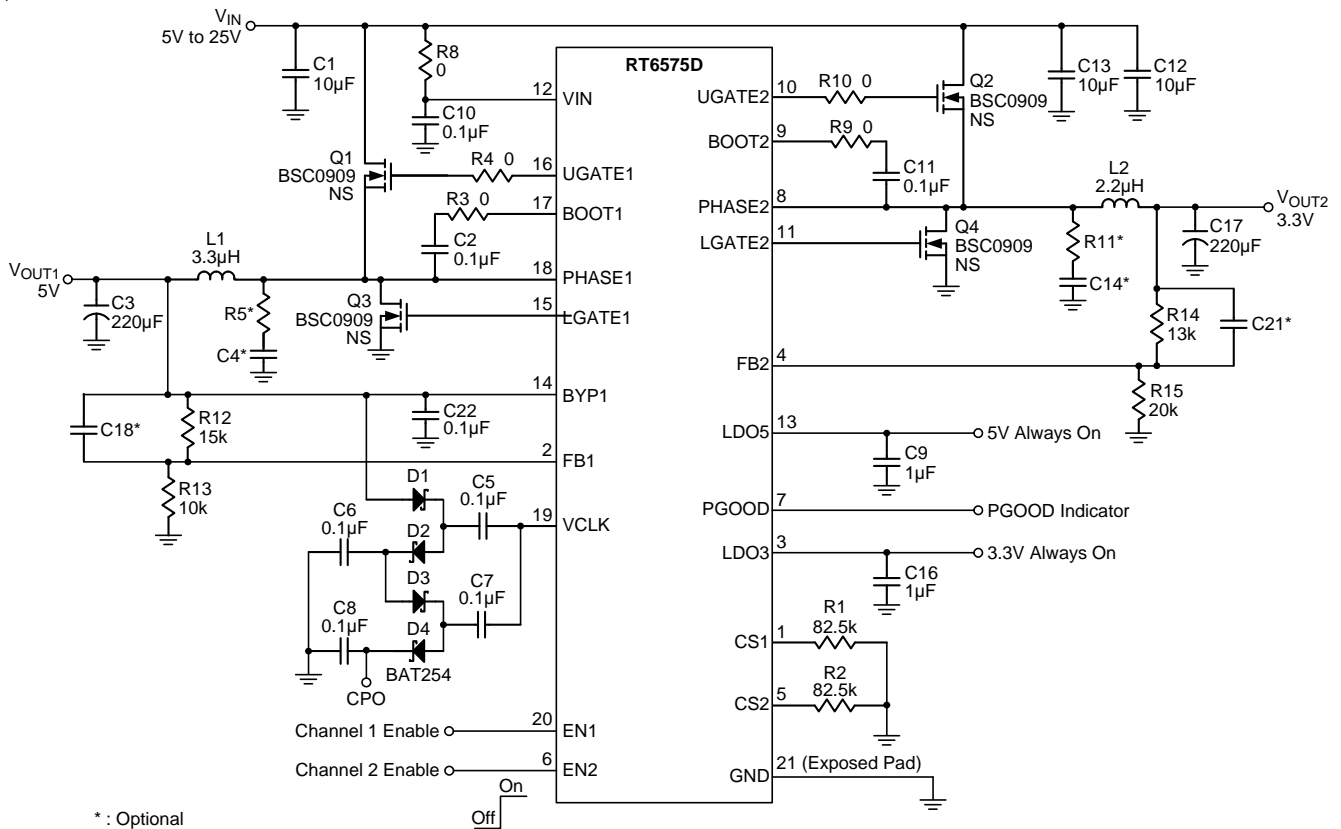 VIN
5V to 25V
C1
10µF
R8
0
12
VIN
C10
0.1µF
Q1
BSC0909
NS
R4 0
16
UGATE1
R3 0
17
BOOT1
C2
0.1µF
L1
3.3µH
VOUT1
5V
18
PHASE1
C3
220µF
R5*
C4*
Q3
BSC0909
NS
15
LGATE1
14
BYP1
C18*
R12
15k
C22
0.1µF
2
FB1
R13
10k
D1
C5
0.1µF
19
VCLK
C6
0.1µF
D2
D3
C7
0.1µF
C8
0.1µF
D4
BAT254
CPO
Channel 1 Enable
20
EN1
Channel 2 Enable
6
EN2
On
Off
* : Optional
RT6575D
UGATE2
10
R10 0
Q2
BSC0909
NS
C13
10µF
C12
10µF
BOOT2
9
R9 0
C11
0.1µF
PHASE2
8
L2
2.2µH
VOUT2
3.3V
C17
220µF
LGATE2
11
Q4
BSC0909
NS
R11*
C14*
R14
13k
C21*
FB2
4
R15
20k
LDO5
13
5V Always On
C9
1µF
PGOOD
7
PGOOD Indicator
LDO3
3
3.3V Always On
C16
1µF
CS1
1
R1
82.5k
CS2
5
R2
82.5k
GND
21 (Exposed Pad)